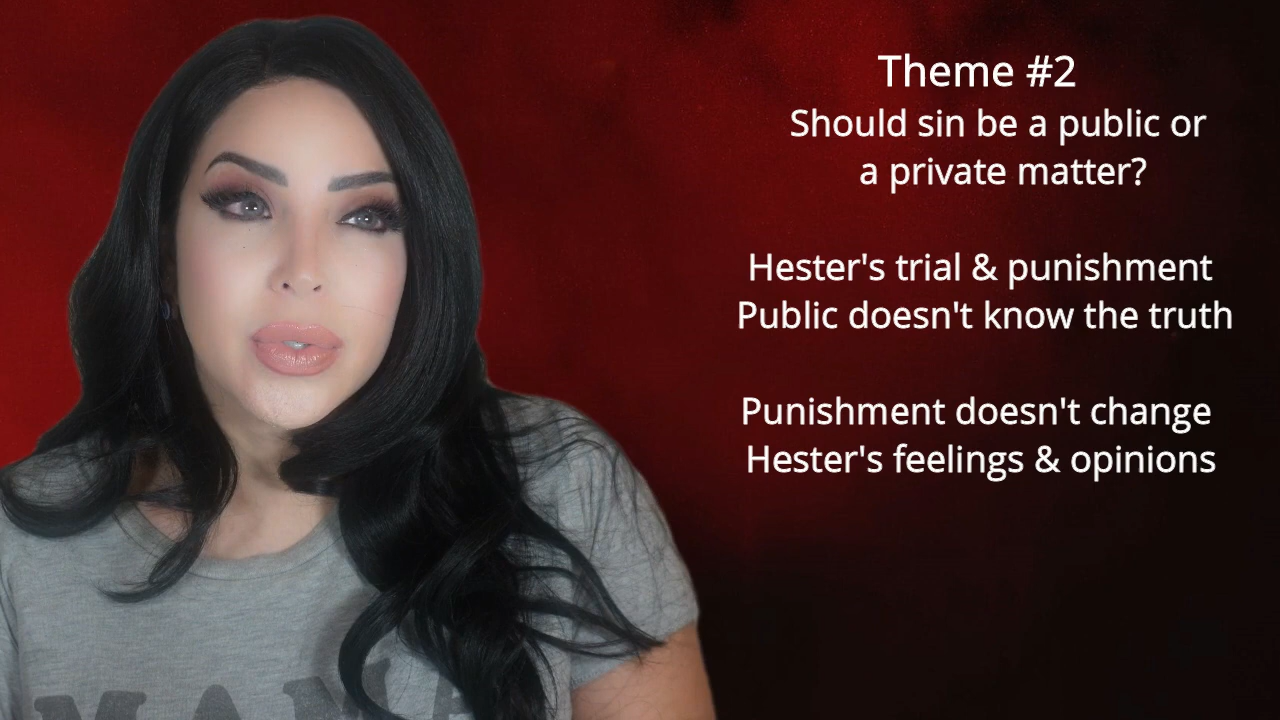 Theme #2
Should sin be a public or
a private matter?
Hester's trial & punishment
Public doesn't know the truth
Punishment doesn't change
Hester's feelings & opinions
MAMA